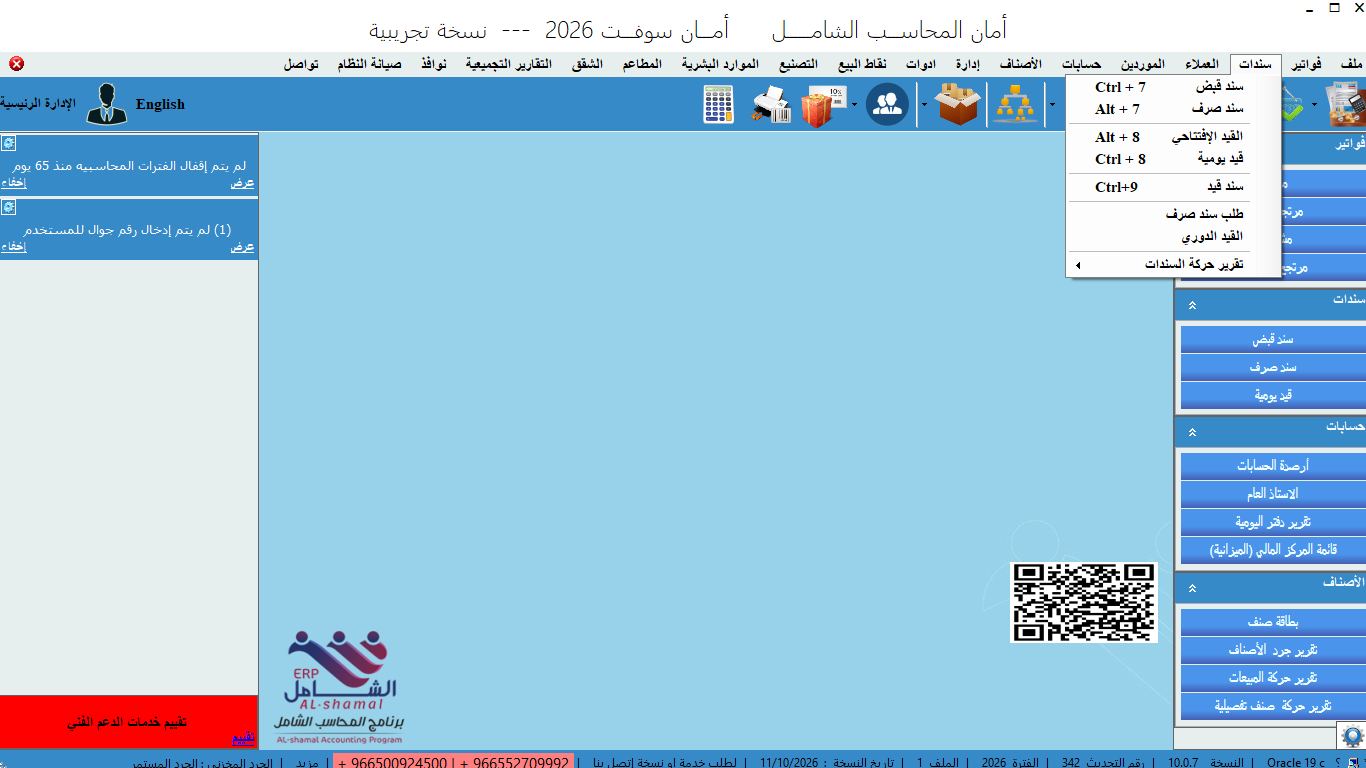 أمان المحاســب الشامــــل أمــان سوفــت 2026 --- نسخة تجريبية
ملف فواتير سندات العملاء الموردين حسابات الأصناف إدارة ادوات نقاط البيع التصنيع الموارد البشرية المطاعم الشقق التقارير التجميعية نوافذ صيانة النظام تواصل
سند قبض Ctrl + 7
سند صرف Alt + 7
القيد الإفتتاحي Alt + 8
قيد يومية Ctrl + 8
سند قيد Ctrl+9
طلب سند صرف
القيد الدوري
تقرير حركة السندات
10%
English
الإدارة الرئيسية
فواتير
سندات
سند قبض
سند صرف
قيد يومية
حسابات
أرصدة الحسابات
الاستاذ العام
تقرير دفتر اليومية
قائمة المركز المالي (الميزانية)
الأصناف
بطاقة صنف
تقرير جرد الأصناف
تقرير حركة المبيعات
تقرير حركة صنف تفصيلية
لم يتم إقفال الفترات المحاسبيه منذ 65 يوم
عرض إخفاء
(1) لم يتم إدخال رقم جوال للمستخدم
عرض إخفاء
ERP
الشامل
AL-shamal
برنامج المحاسب الشامل
AL-shamal Accounting Program
تقييم خدمات الدعم الفني
تقييم
؟ Oracle 19 c | النسخة 10.0.7 | رقم التحديث 342 | الفترة 2026 | الملف 1 | تاريخ النسخة : 11/10/2026 | لطلب خدمة او نسخة إتصل بنا | + 966552709992 | + 966500924500 | مزيد | الجرد المخزني : الجرد المستمر